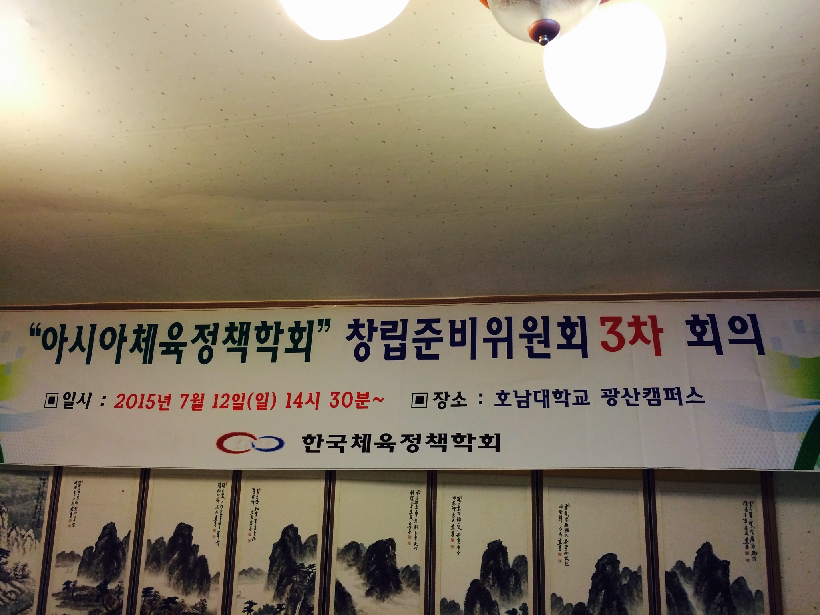 “아시아체육정책학회” 창립준비위원회 3차 회의
▣일시 : 2015년 7월 12일(일) 14시 30분~ ▣장소 : 호남대학교 광산캠퍼스
한국체육정책학회